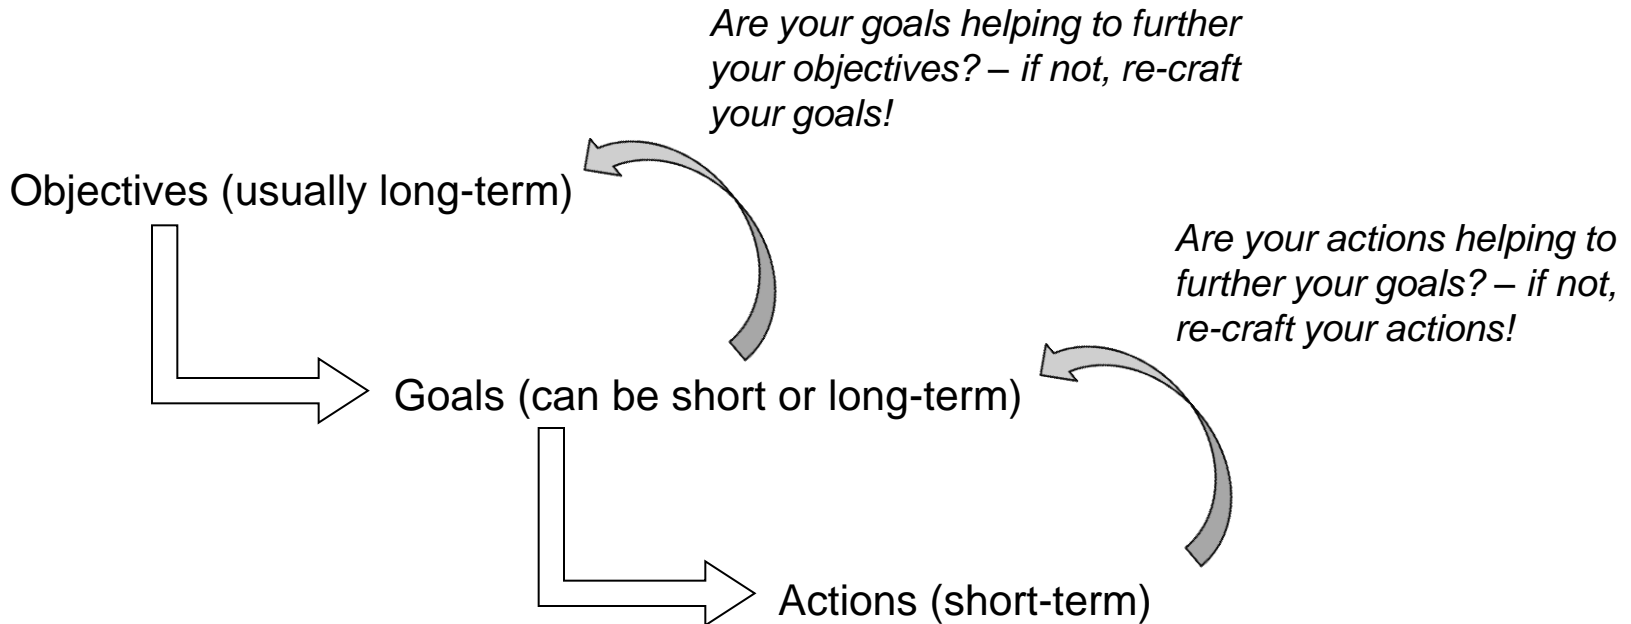 Are your goals helping to further
your objectives? – if not, re-craft
your goals!
Objectives (usually long-term)
Are your actions helping to
further your goals? – if not,
re-craft your actions!
Goals (can be short or long-term)
Actions (short-term)